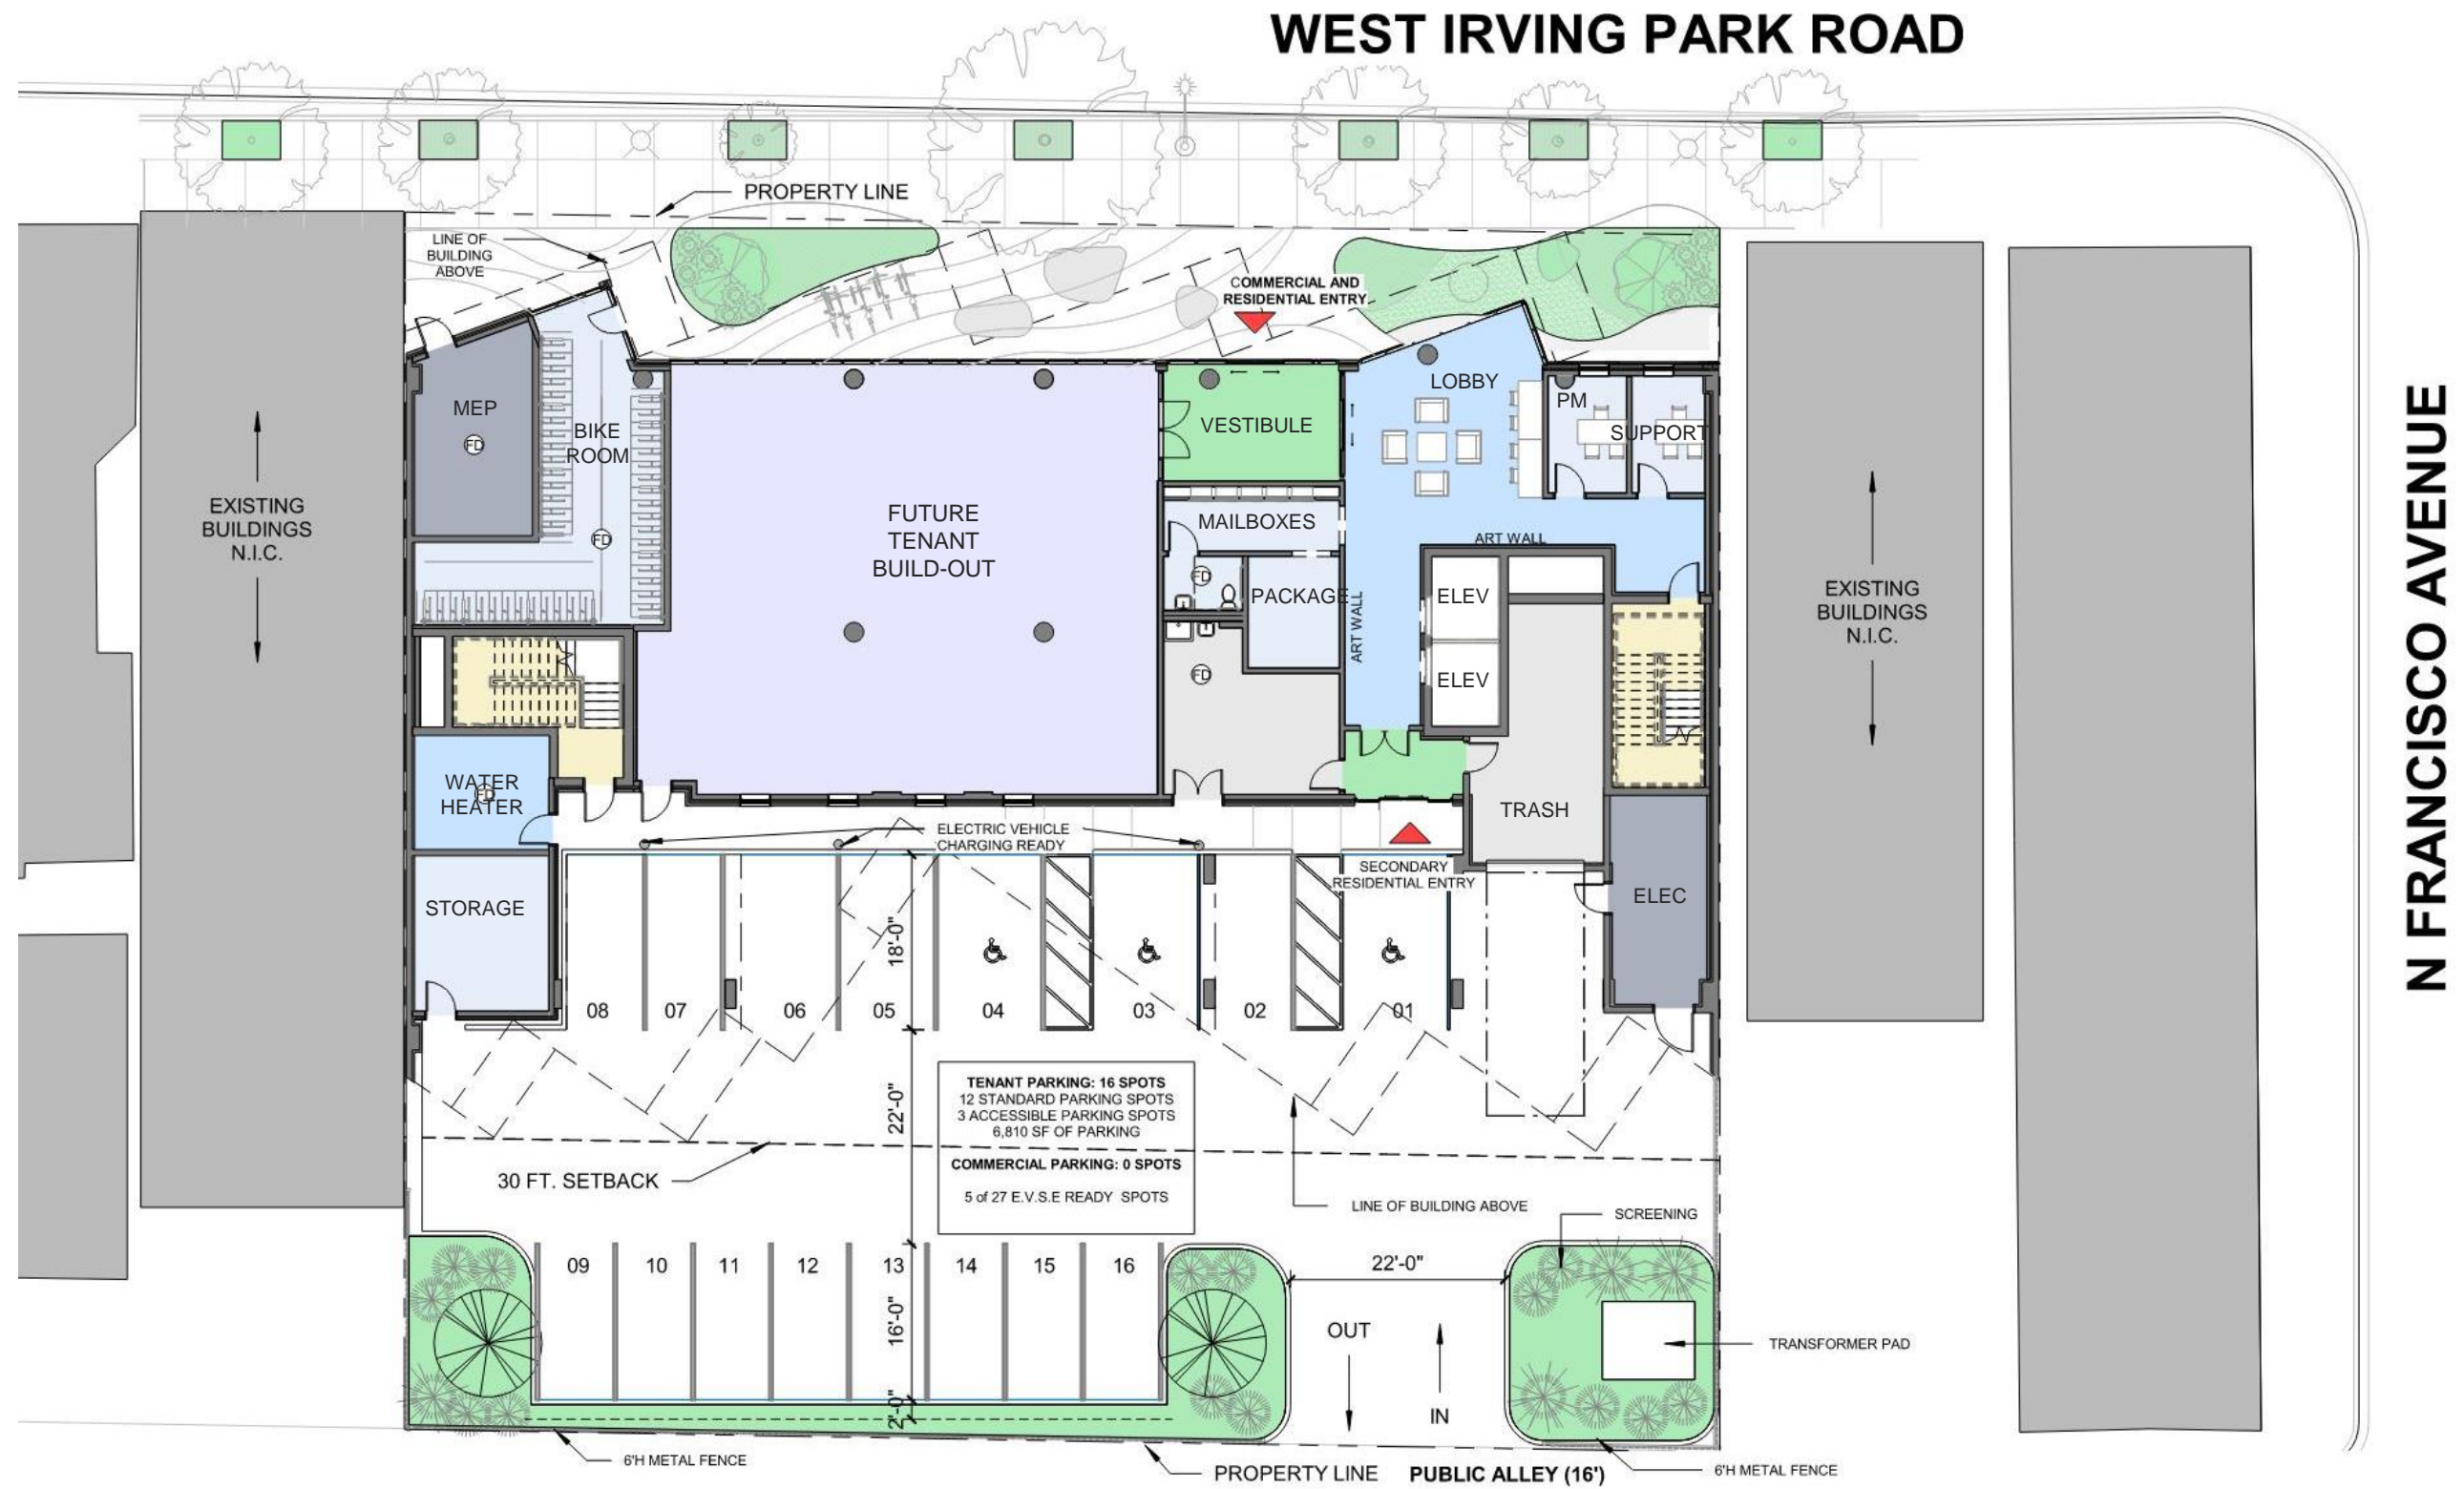 WEST IRVING PARK ROAD
PROPERTY LINE
LINE OF
BUILDING
ABOVE
COMMERCIAL AND
RESIDENTIAL ENTRY
LOBBY
MEP
FD
BIKE
ROOM
FD
VESTIBULE
PM
SUPPORT
N FRANCISCO AVENUE
EXISTING
BUILDINGS
N.I.C.
FUTURE
TENANT
BUILD-OUT
MAILBOXES
ART WALL
FD
PACKAGE
ART WALL
ELEV
ELEV
FD
EXISTING
BUILDINGS
N.I.C.
WATER
HEATER
FD
TRASH
ELECTRIC VEHICLE
CHARGING READY
SECONDARY
RESIDENTIAL ENTRY
ELEC
STORAGE
18'-0"
08
07
06
05
04
03
02
01
22'-0"
TENANT PARKING: 16 SPOTS
12 STANDARD PARKING SPOTS
3 ACCESSIBLE PARKING SPOTS
6,810 SF OF PARKING
COMMERCIAL PARKING: 0 SPOTS
5 of 27 E.V.S.E READY SPOTS
30 FT. SETBACK
LINE OF BUILDING ABOVE
SCREENING
09
10
11
12
13
14
15
16
22'-0"
16'-0"
OUT
IN
TRANSFORMER PAD
2'-0"
6'H METAL FENCE
PROPERTY LINE
PUBLIC ALLEY (16')
6'H METAL FENCE